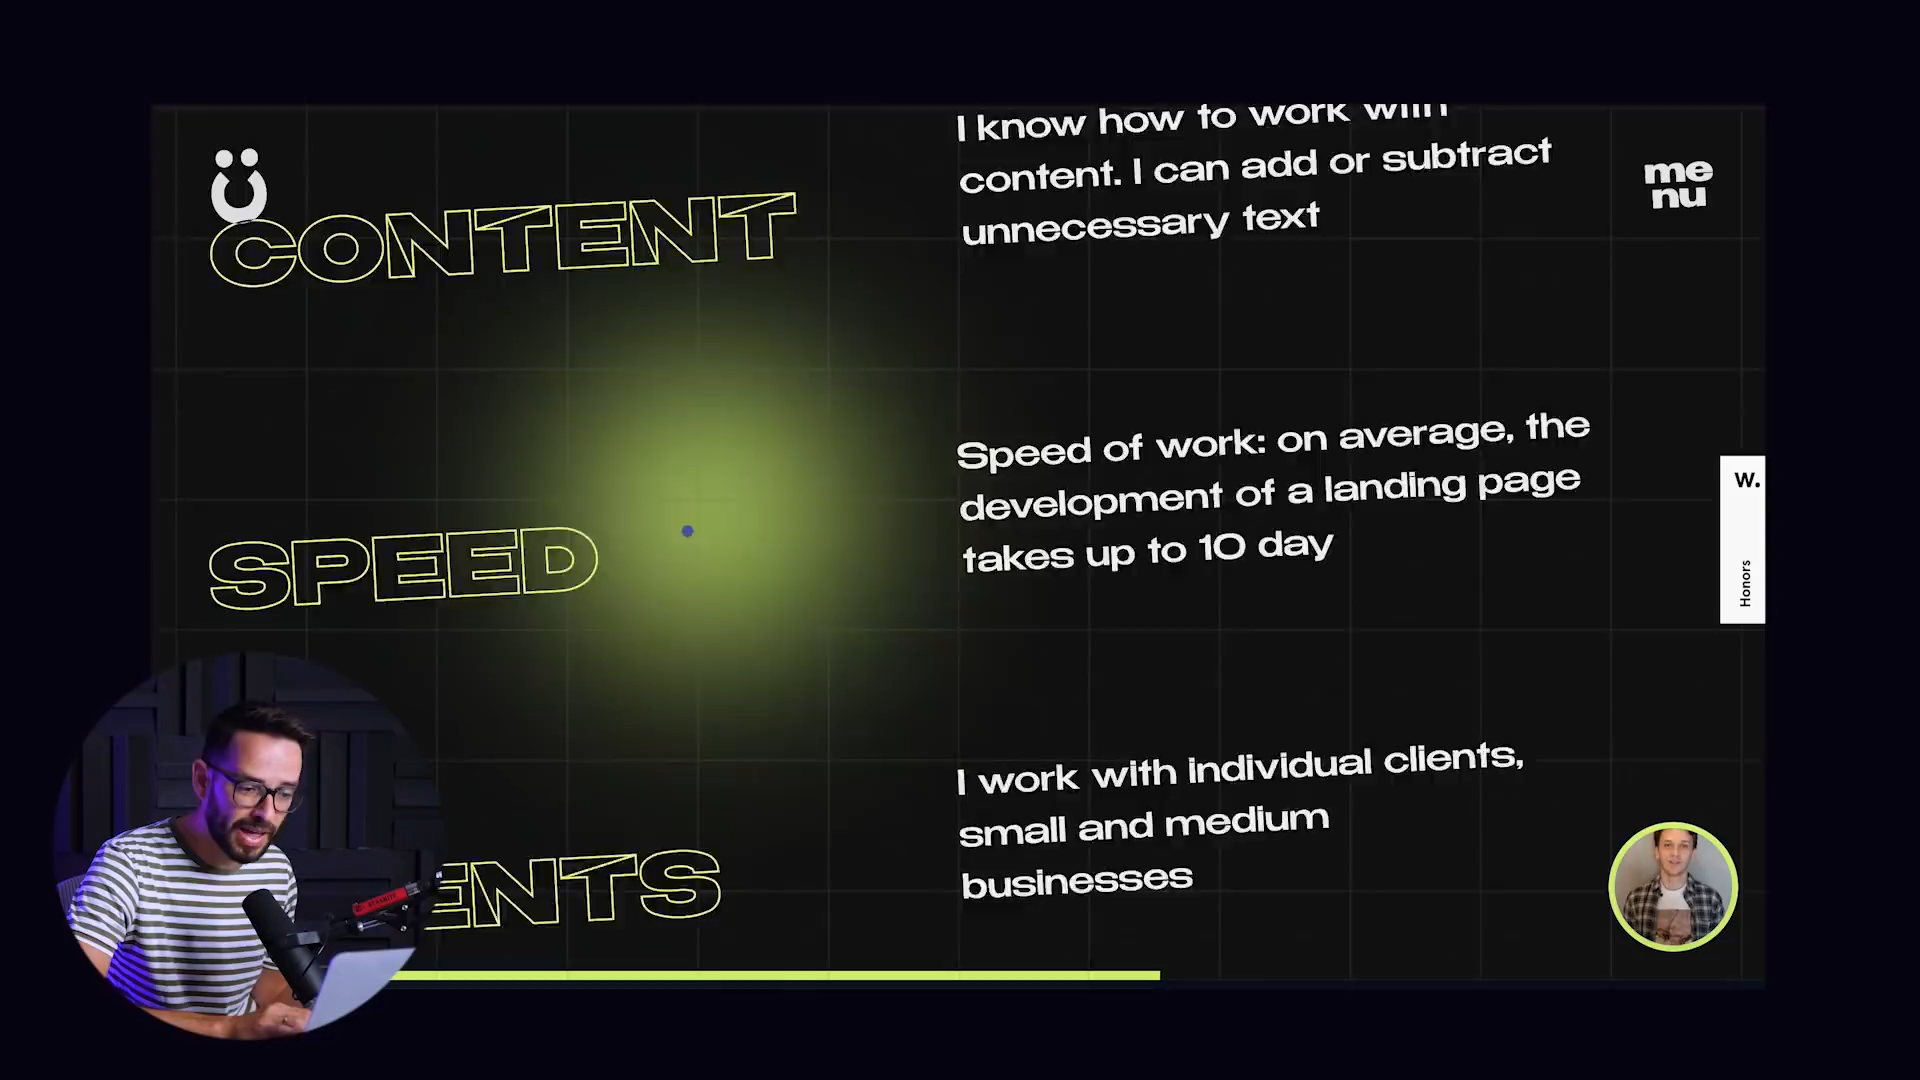 I know how to work with
content. I can add or subtract
unnecessary text
me
nu
CONTENT
Speed of work: on average, the
development of a landing page
takes up to 10 day
SPEED
W.
Honors
I work with individual clients,
small and medium
businesses
ENTS